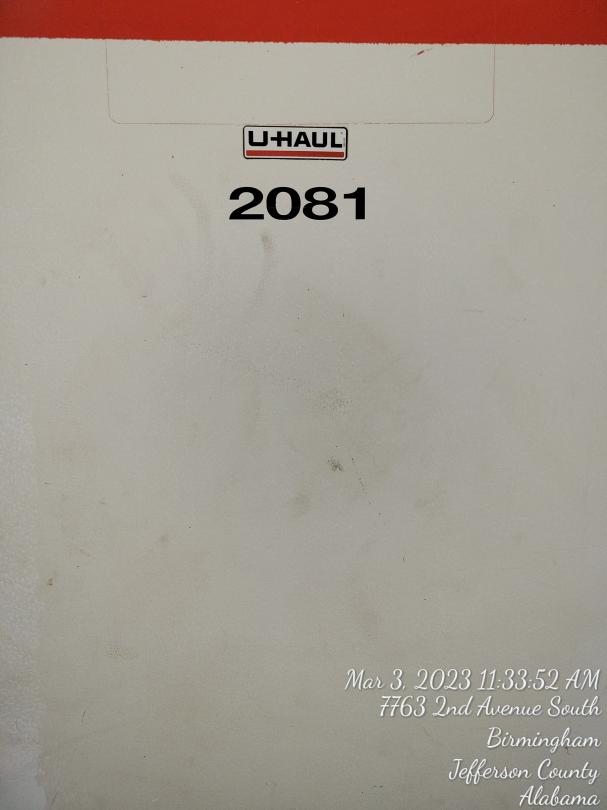 U-HAUL
2081
Mar 3, 2023 11:33:52 AM
7763 2nd Avenue South
Birmingham
Jefferson County
Alabama